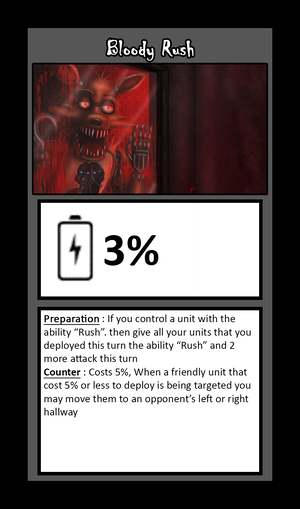 Bloody Rush
3%
Preparation : If you control a unit with the
ability “Rush”. then give all your units that you
deployed this turn the ability “Rush” and 2
more attack this turn
Counter : Costs 5%, When a friendly unit that
cost 5% or less to deploy is being targeted you
may move them to an opponent’s left or right
hallway